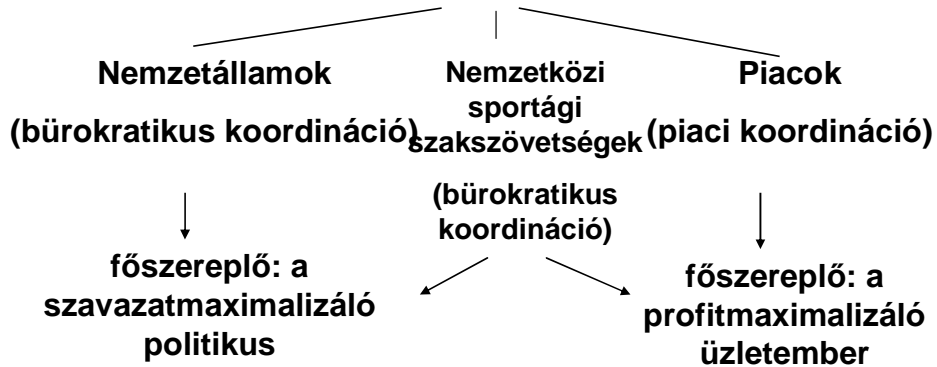 Nemzetállamok
(bürokratikus koordináció)
Nemzetközi
sportági
szakszövetségek
(bürokratikus
koordináció)
Piacok
(piaci koordináció)
főszereplő: a
szavazatmaximalizáló
politikus
főszereplő: a
profitmaximalizáló
üzletember